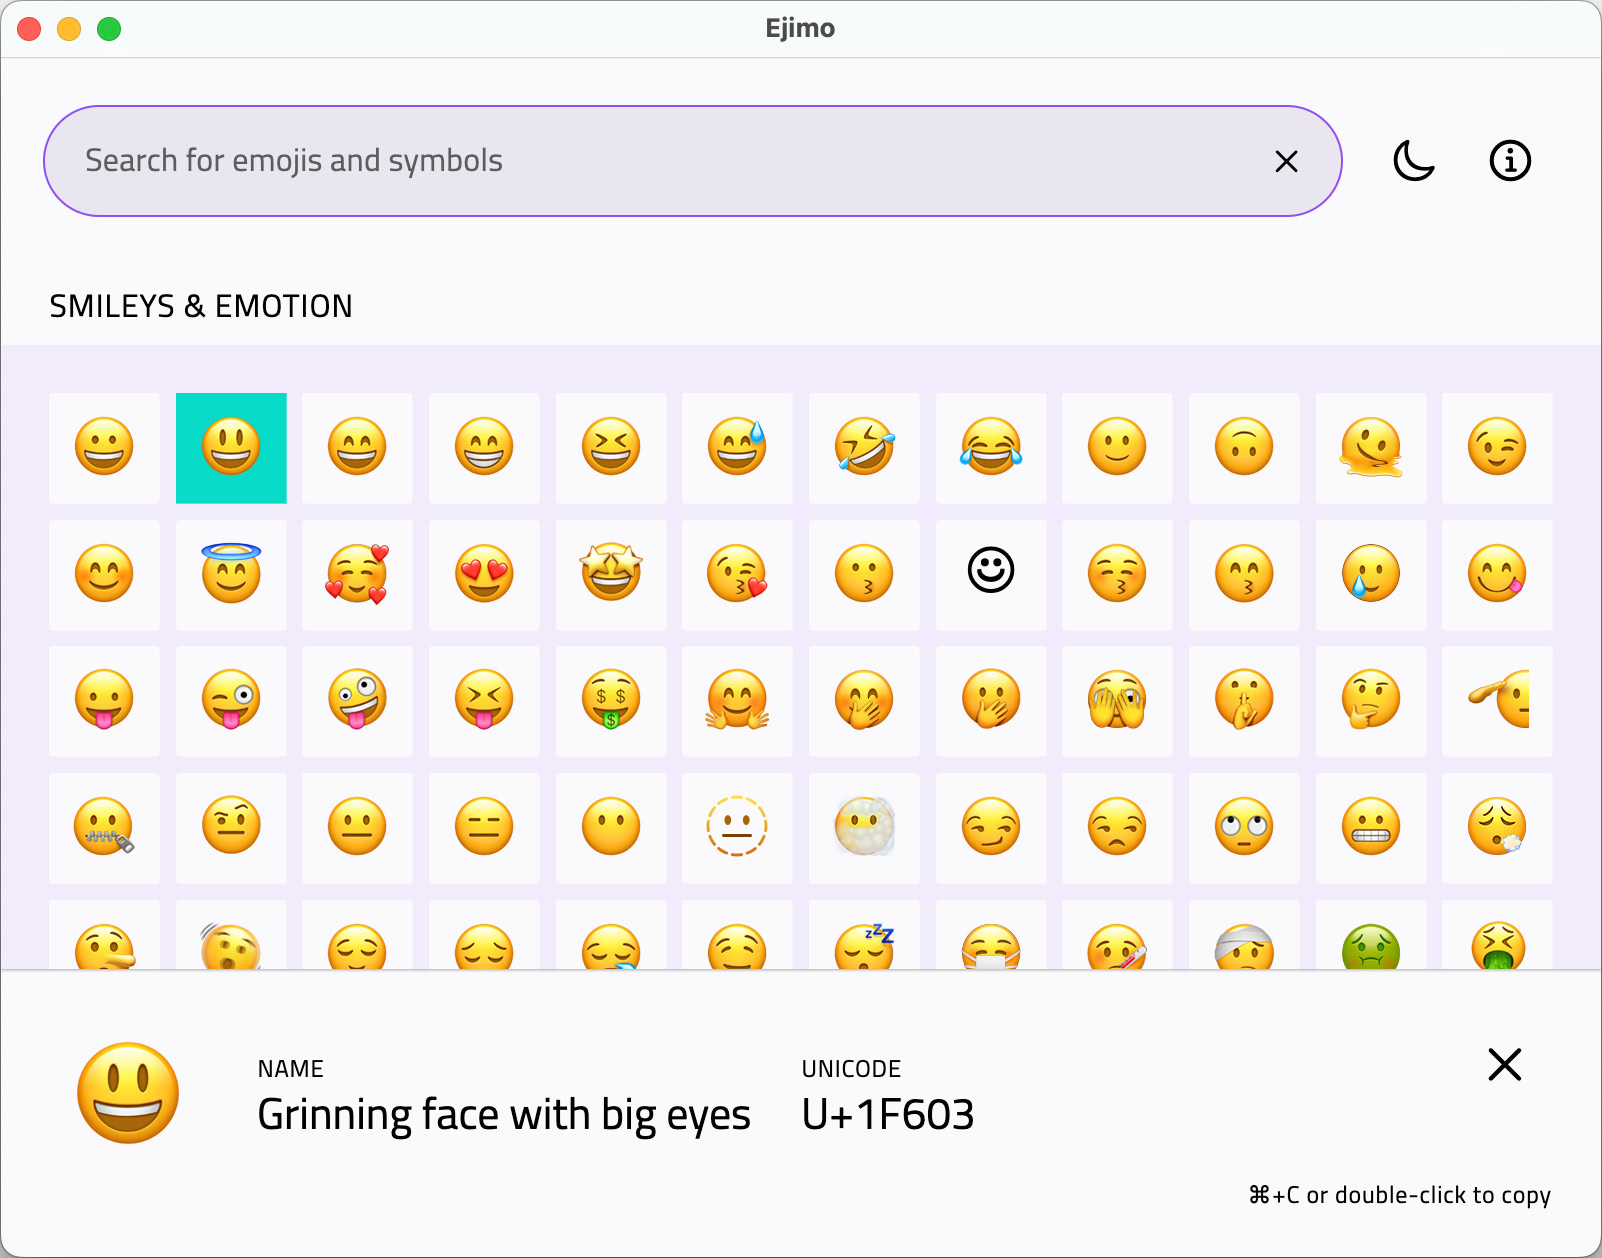 Ejimo
Search for emojis and symbols
SMILEYS & EMOTION
NAME
Grinning face with big eyes
UNICODE
U+1F603
⌘+C or double-click to copy